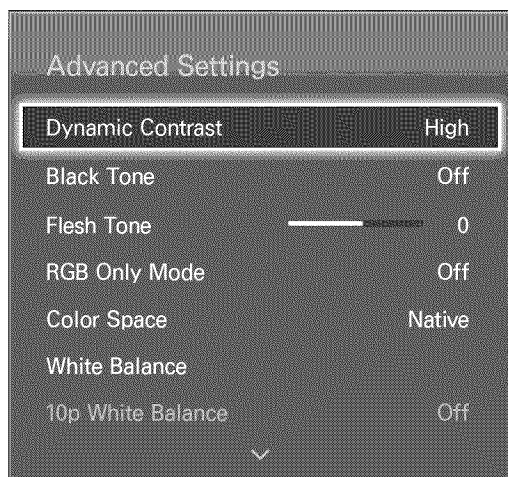 Advanced Settings
Dynamic Contrast High
Black Tone Off
Flesh Tone 0
RGB Only Mode Off
Color Space Native
White Balance
10p White Balance Off